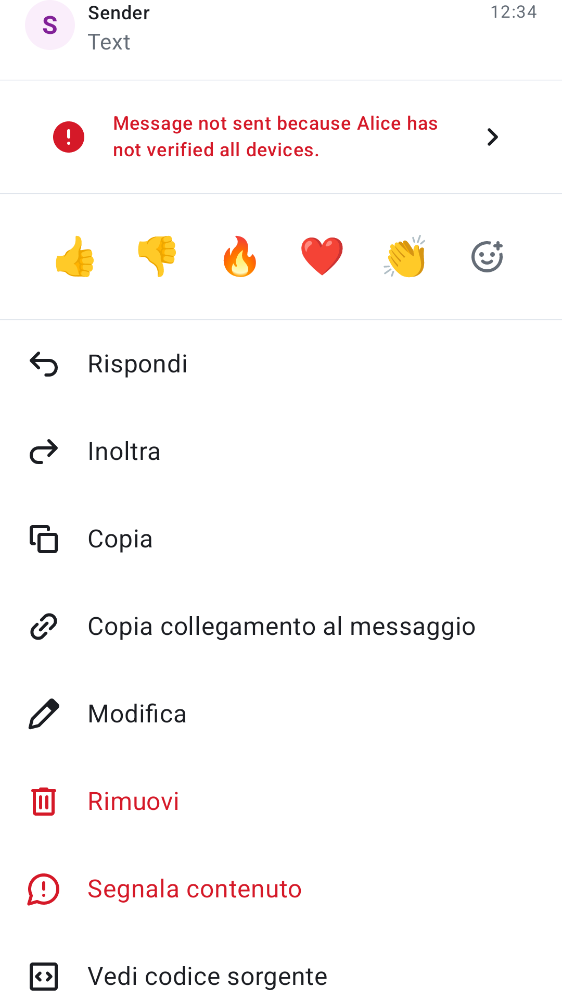 S
Sender
12:34
Text
Message not sent because Alice has
not verified all devices.
Rispondi
Inoltra
Copia
Copia collegamento al messaggio
Modifica
Rimuovi
Segnala contenuto
Vedi codice sorgente